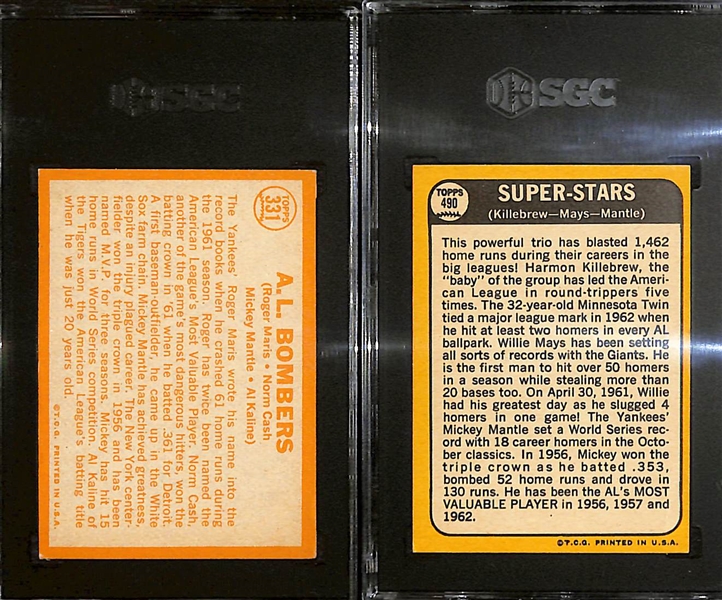 SGC
TOPPS
331
A.L. BOMBERS
(Roger Maris • Norm Cash
Mickey Mantle • Al Kaline)
The Yankees' Roger Maris wrote his name into the
record books when he crashed 61 home runs during
the 1961 season. Roger has twice been named the
American League's Most Valuable Player. Norm Cash,
another of the game's most dangerous hitters, won the
batting crown in '61 when he batted .361 for Detroit.
A first baseman-outfielder, he came up in the White
Sox farm chain. Mickey Mantle has achieved greatness,
despite an injury plagued career. The New York center-
fielder won the triple crown in 1956 and has been
named M.V.P. for three seasons. Mickey has hit 15
home runs in World Series competition. Al Kaline of
the Tigers won the American League's batting title
when he was just 20 years old.
©T.C.G. PRINTED IN U.S.A.
SGC
TOPPS
490
SUPER-STARS
(Killebrew—Mays—Mantle)
This powerful trio has blasted 1,462
home runs during their careers in the
big leagues! Harmon Killebrew, the
"baby" of the group has led the Ameri-
can League in round-trippers five
times. The 32-year-old Minnesota Twin
tied a major league mark in 1962 when
he hit at least two homers in every AL
ballpark. Willie Mays has been setting
all sorts of records with the Giants. He
is the first man to hit over 50 homers
in a season while stealing more than
20 bases too. On April 30, 1961, Willie
had his greatest day as he slugged 4
homers in one game! The Yankees'
Mickey Mantle set a World Series rec-
ord with 18 career homers in the Octo-
ber classics. In 1956, Mickey won the
triple crown as he batted .353,
bombed 52 home runs and drove in
130 runs. He has been the AL's MOST
VALUABLE PLAYER in 1956, 1957 and
1962.
©T.C.G. PRINTED IN U.S.A.